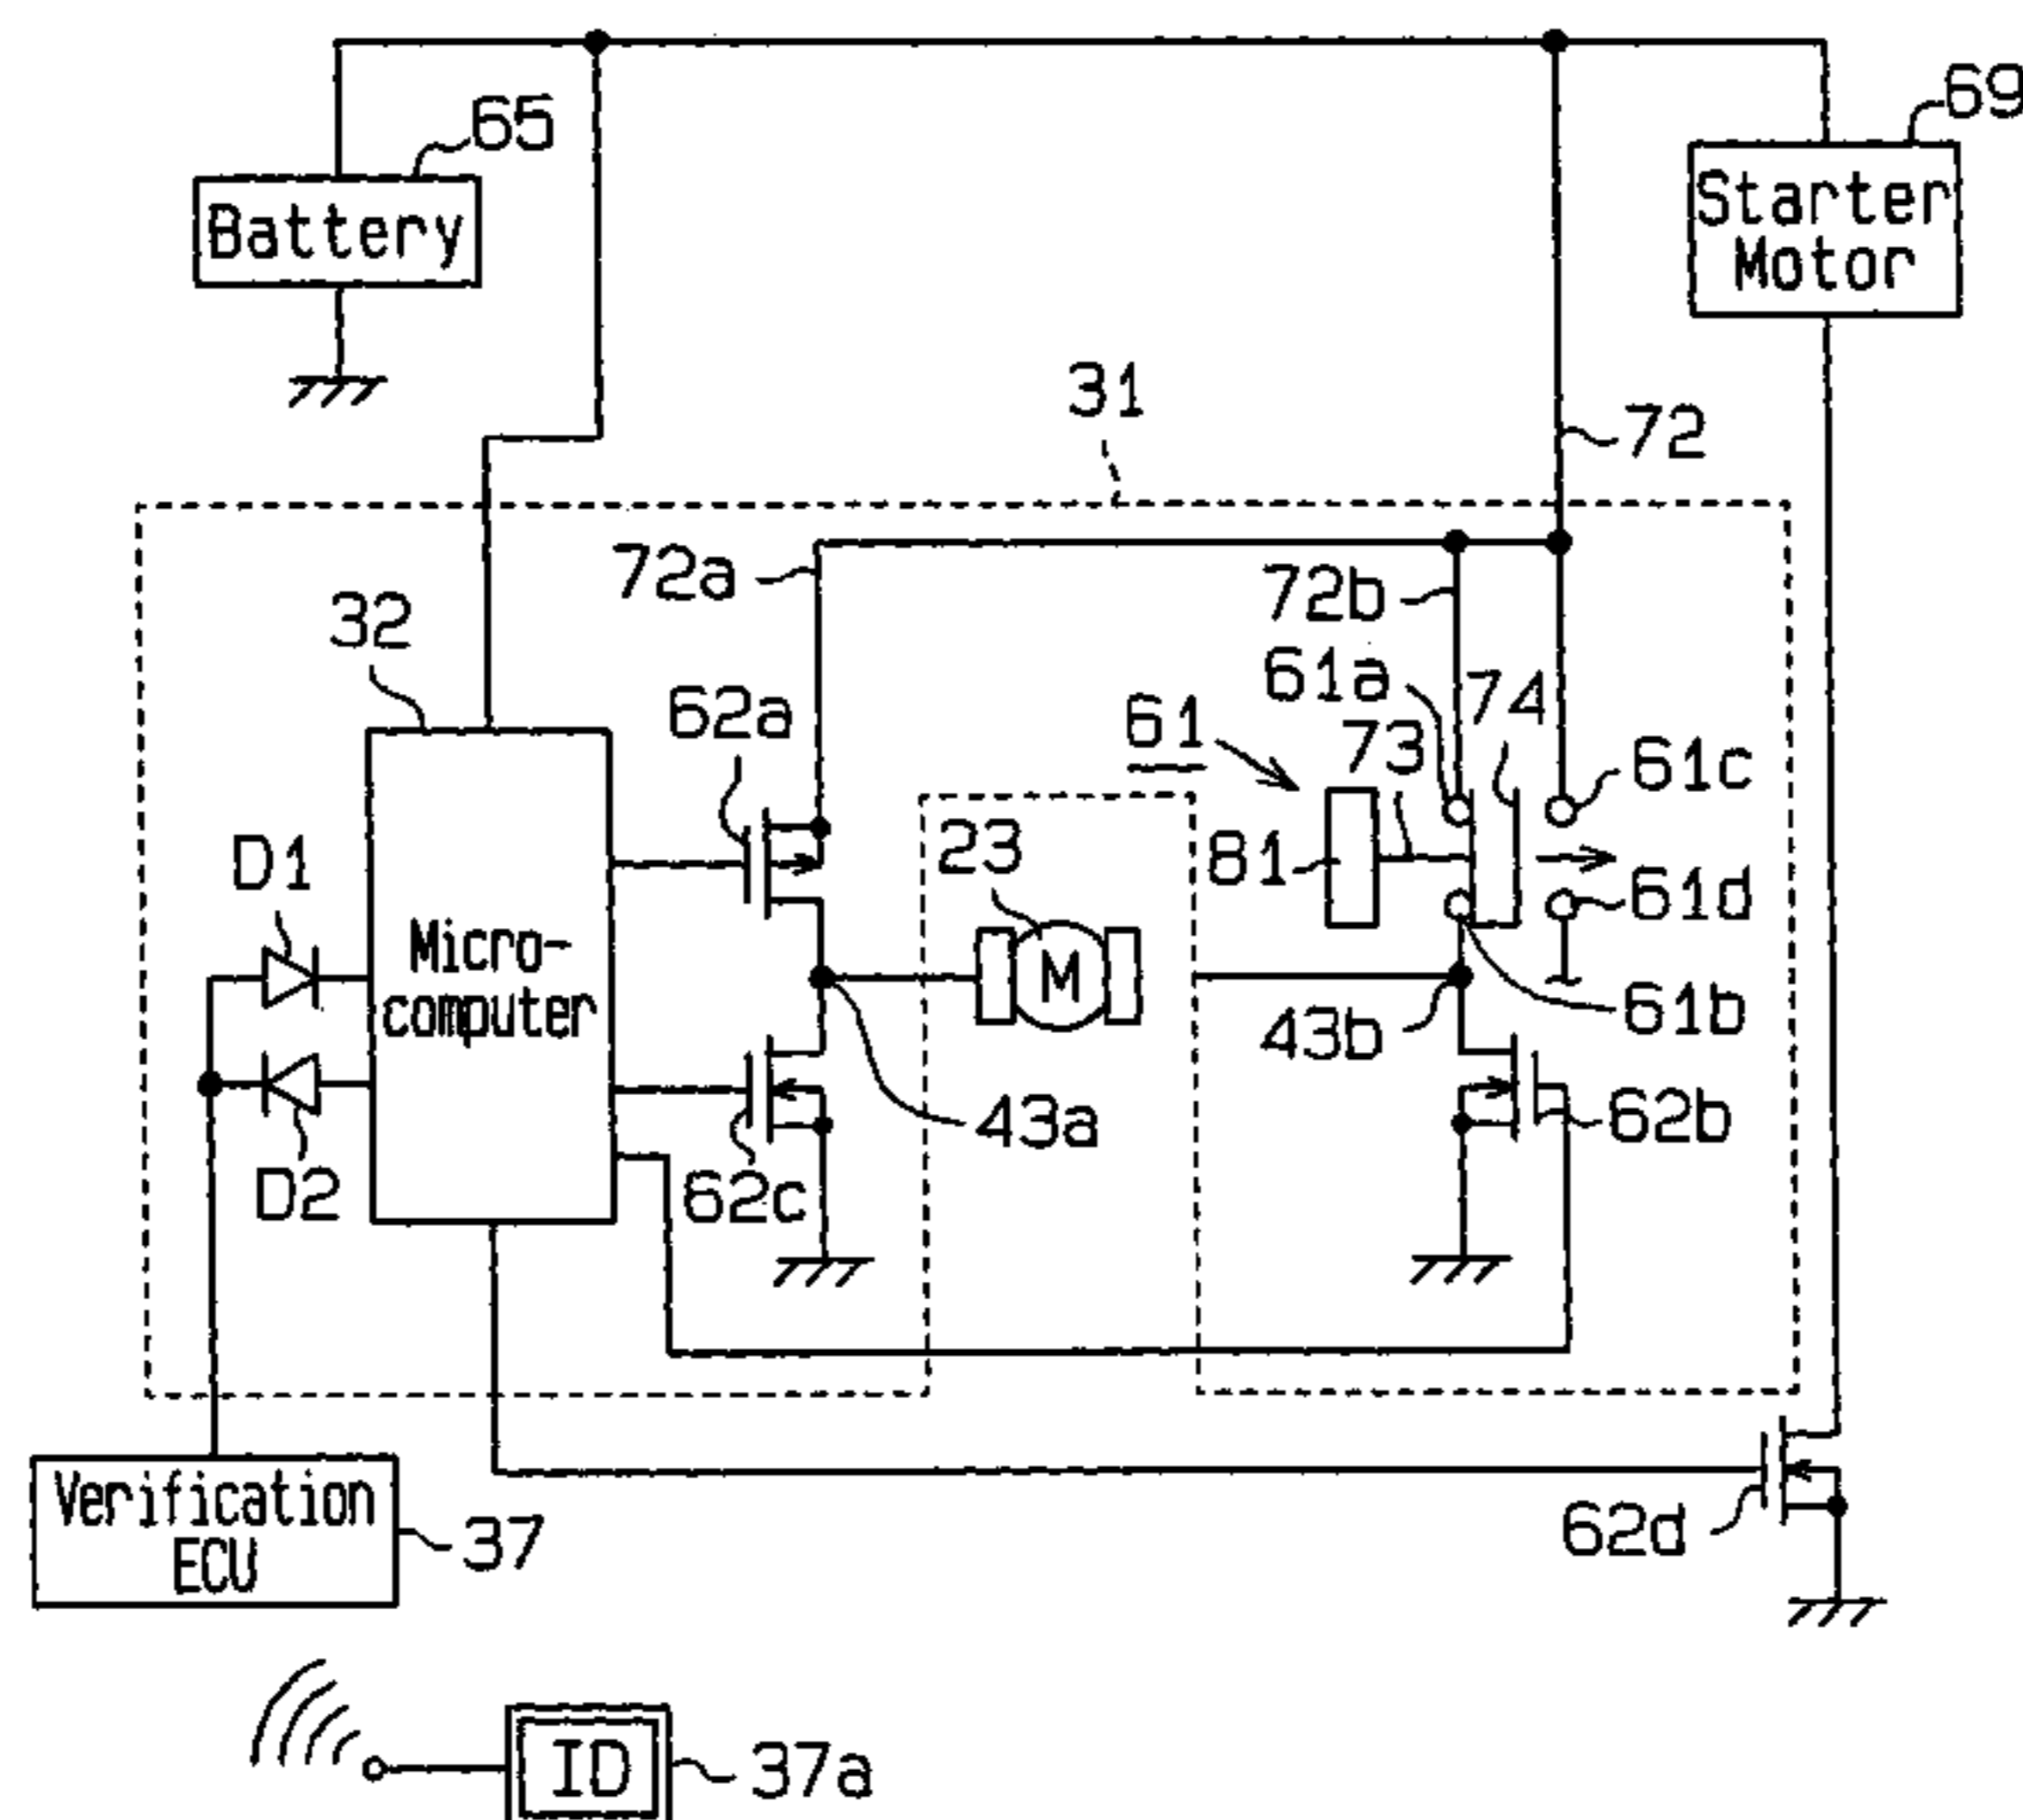 65
Battery
69
Starter
Motor
31
72
72a
72b
32
61a
74
62a
61
73
61c
23
81
D1
61d
M
Micro-
computer
61b
43b
43a
62b
D2
62c
Verification
ECU
37
62d
ID
37a